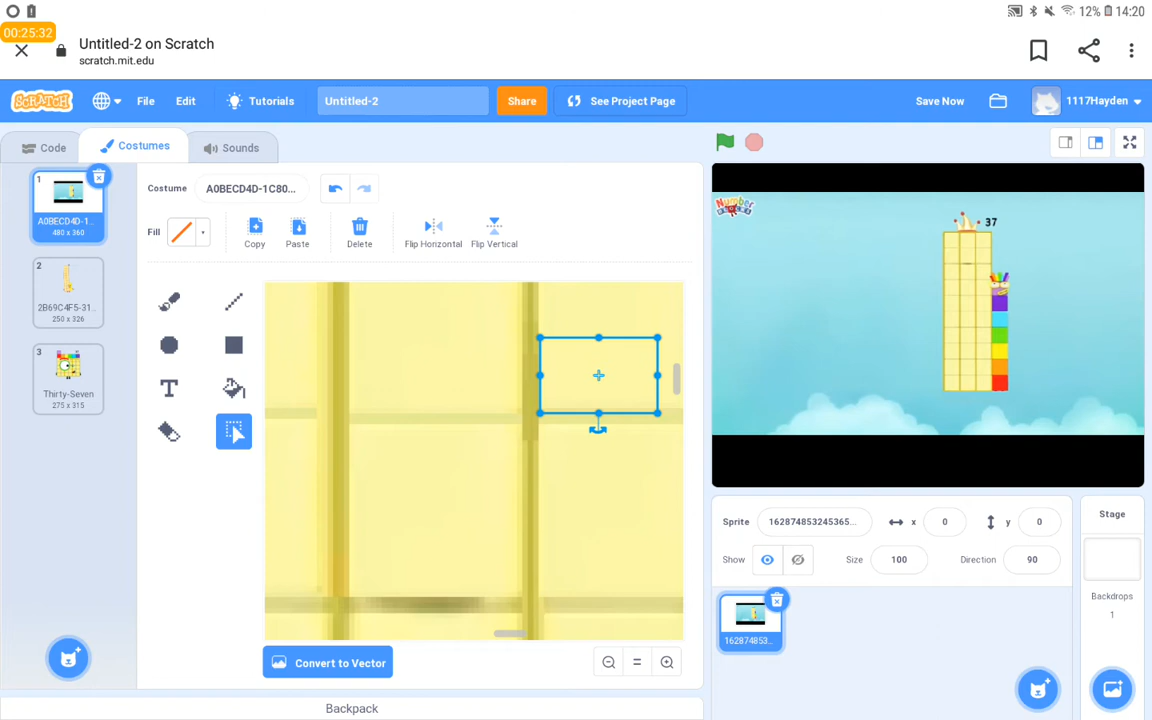 12% 14:20
00:25:32
Untitled-2 on Scratch
scratch.mit.edu
SCRATCH File Edit Tutorials Untitled-2 Share See Project Page Save Now 1117Hayden
Code Costumes Sounds
1
A0BECD4D-1...
480 x 360
2
2B69C4F5-31...
250 x 326
3
Thirty-Seven
275 x 315
Costume A0BECD4D-1C80...
Fill Copy Paste Delete Flip Horizontal Flip Vertical
T
Convert to Vector
Backpack
Number
Blocks
37
Sprite 162874853245365... x 0 y 0
Show Size 100 Direction 90
162874853...
Stage
Backdrops
1